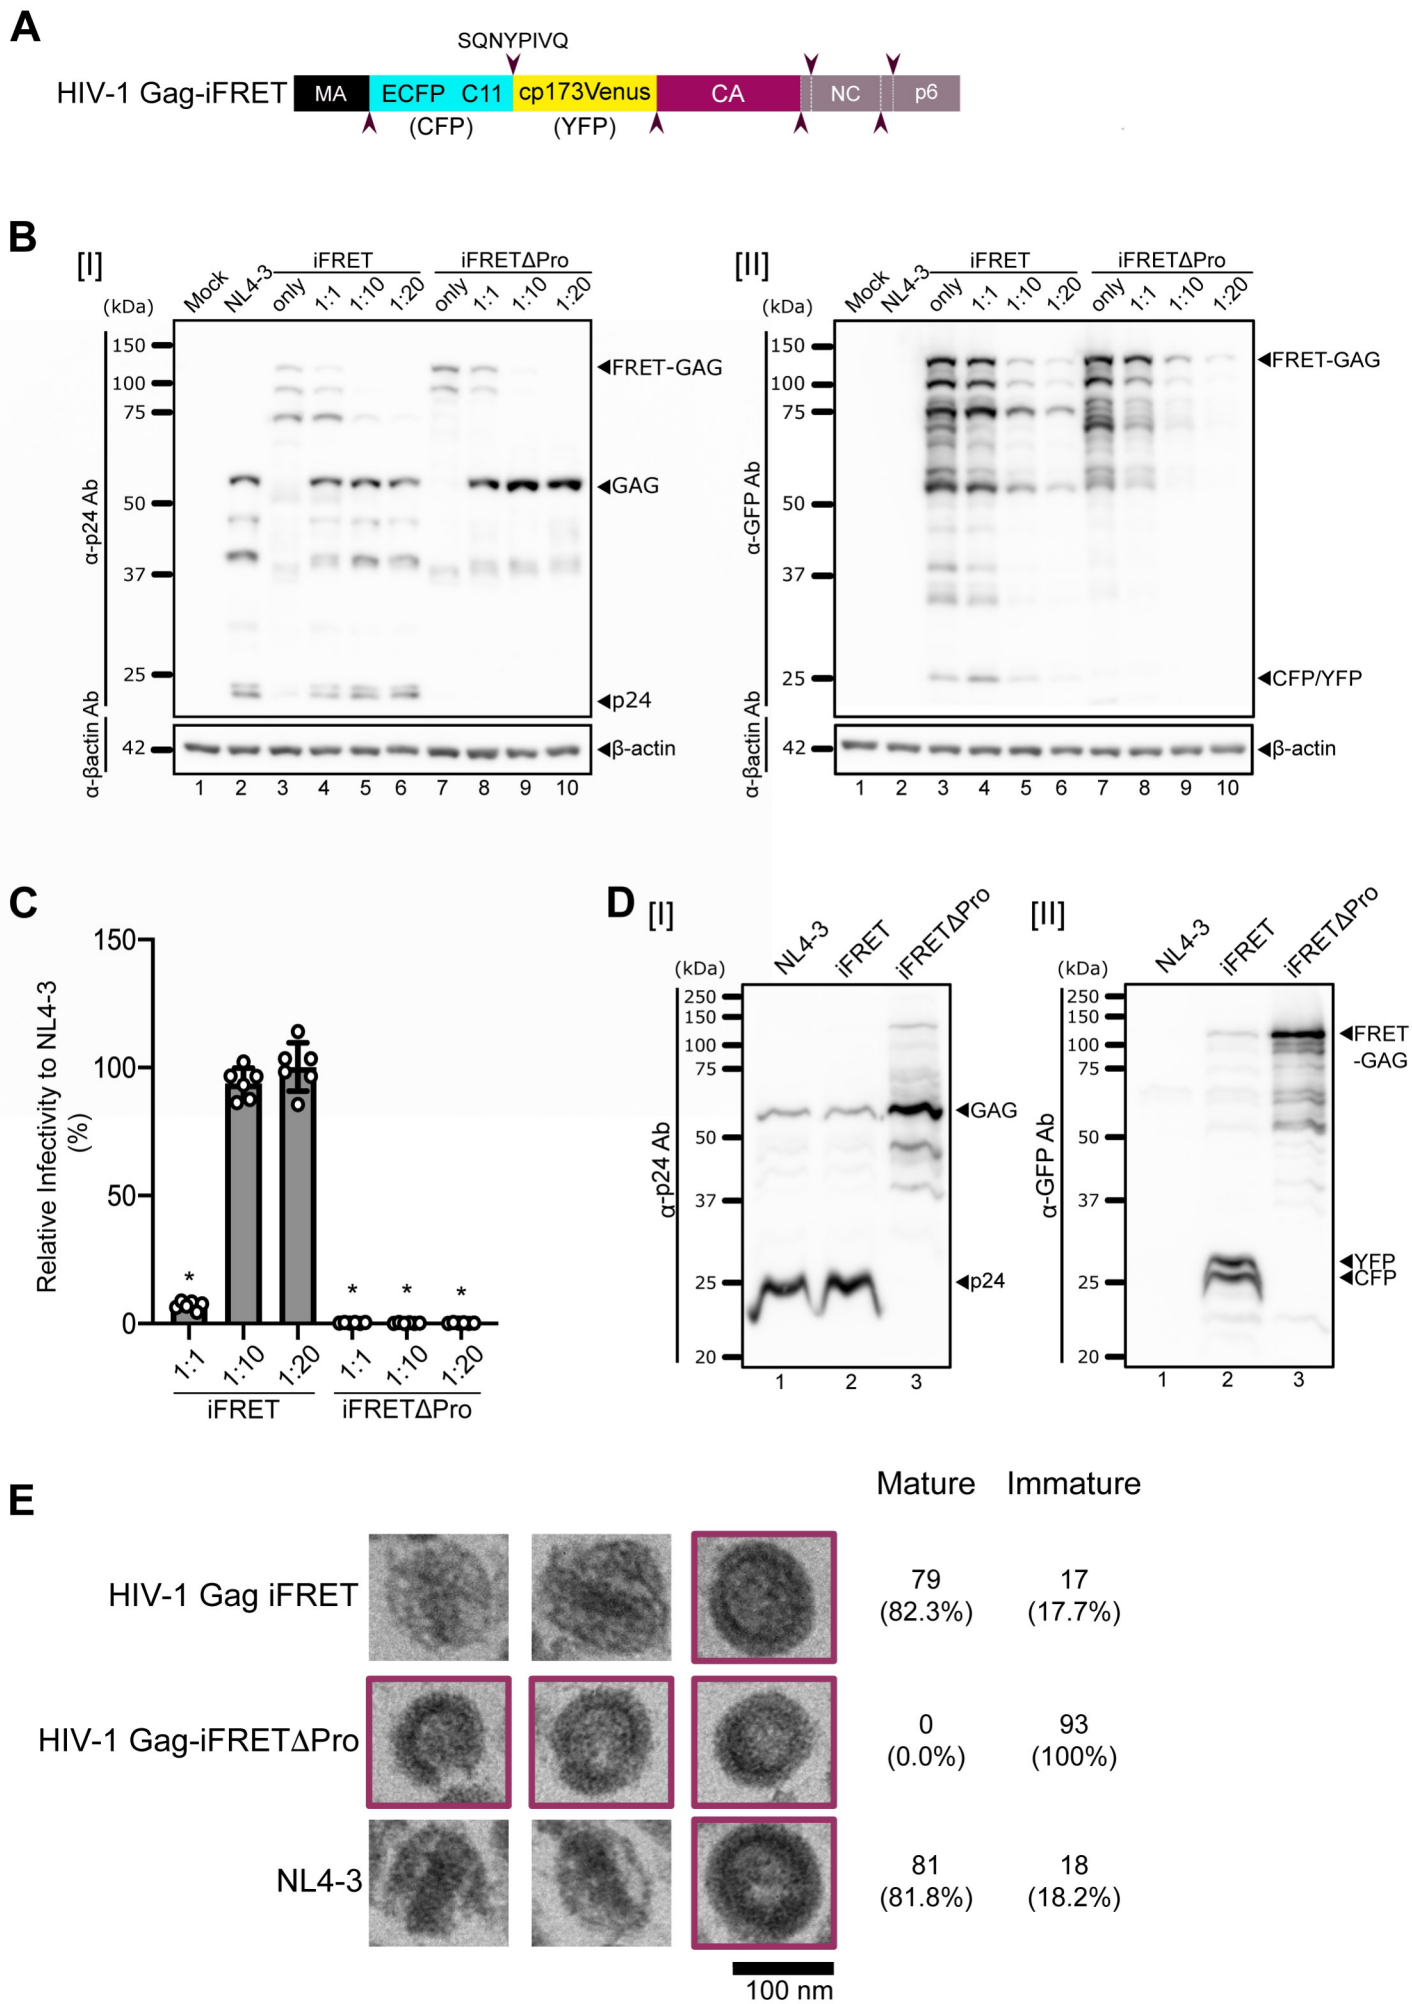 A
SQNYPIVQ
HIV-1 Gag-iFRET
MA ECFP C11 cp173Venus CA NC p6
(CFP) (YFP)
B
[I]
iFRET iFRETΔPro
(kDa) Mock NL4-3 only 1:1 1:10 1:20 only 1:1 1:10 1:20
150
100
75
50
37
25
42
α-p24 Ab
α-βactin Ab
◀FRET-GAG
◀GAG
◀p24
◀β-actin
1 2 3 4 5 6 7 8 9 10
[II]
iFRET iFRETΔPro
(kDa) Mock NL4-3 only 1:1 1:10 1:20 only 1:1 1:10 1:20
150
100
75
50
37
25
42
α-GFP Ab
α-βactin Ab
◀FRET-GAG
◀CFP/YFP
◀β-actin
1 2 3 4 5 6 7 8 9 10
C
Relative Infectivity to NL4-3
(%)
150
100
50
0
* * * *
1:1 1:10 1:20 1:1 1:10 1:20
iFRET iFRETΔPro
D
[I]
(kDa) NL4-3 iFRET iFRETΔPro
250
150
100
75
50
37
25
20
α-p24 Ab
◀GAG
◀p24
1 2 3
[II]
(kDa) NL4-3 iFRET iFRETΔPro
250
150
100
75
50
37
25
20
α-GFP Ab
◀FRET
-GAG
◀YFP
◀CFP
1 2 3
E
Mature Immature
HIV-1 Gag iFRET
79 17
(82.3%) (17.7%)
HIV-1 Gag-iFRETΔPro
0 93
(0.0%) (100%)
NL4-3
81 18
(81.8%) (18.2%)
100 nm